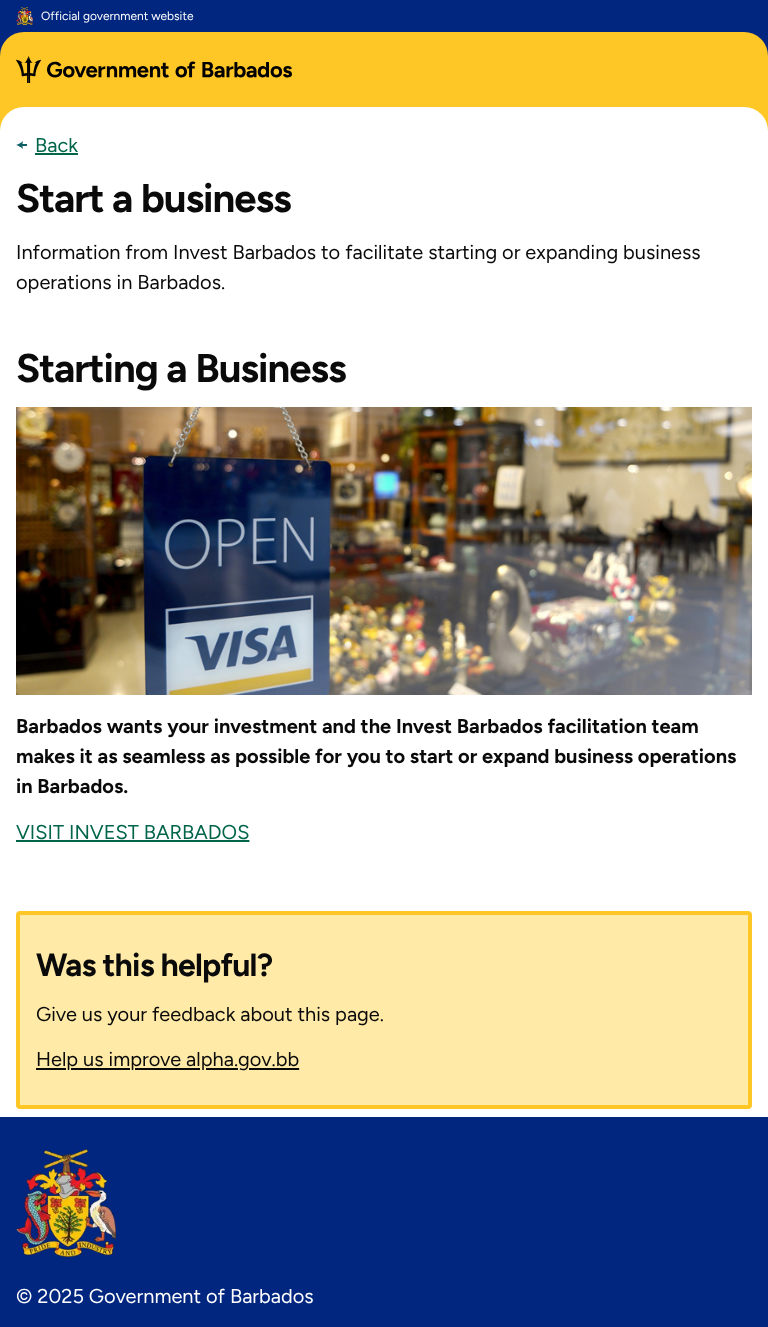 Official government website
Government of Barbados
Back
Start a business
Information from Invest Barbados to facilitate starting or expanding business
operations in Barbados.
Starting a Business
OPEN
VISA
Barbados wants your investment and the Invest Barbados facilitation team
makes it as seamless as possible for you to start or expand business operations
in Barbados.
VISIT INVEST BARBADOS
Was this helpful?
Give us your feedback about this page.
Help us improve alpha.gov.bb
PRIDE AND INDUSTRY
© 2025 Government of Barbados